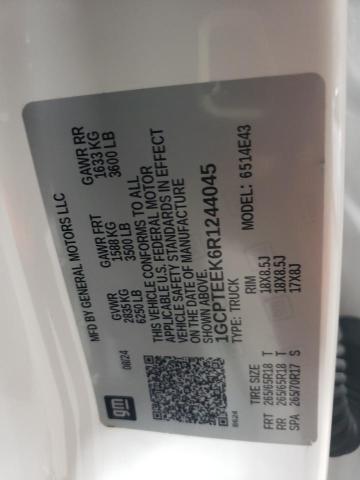 MFD BY GENERAL MOTORS LLC
08/24
GVWR
2835KG
6250 LB
GAWR FRT
1588 KG
3500 LB
GAWR RR
1633 KG
3600 LB
THIS VEHICLE CONFORMS TO ALL
APPLICABLE U.S. FEDERAL MOTOR
VEHICLE SAFETY STANDARDS IN EFFECT
ON THE DATE OF MANUFACTURE
SHOWN ABOVE.
1GCPTEEK6R1244045
TYPE: TRUCK
MODEL: 6514E43
gm
B624
TIRE SIZE RIM
FRT 265/65R18 T 18X8.5J
RR 265/65R18 T 18X8.5J
SPA 265/70R17 S 17X8J